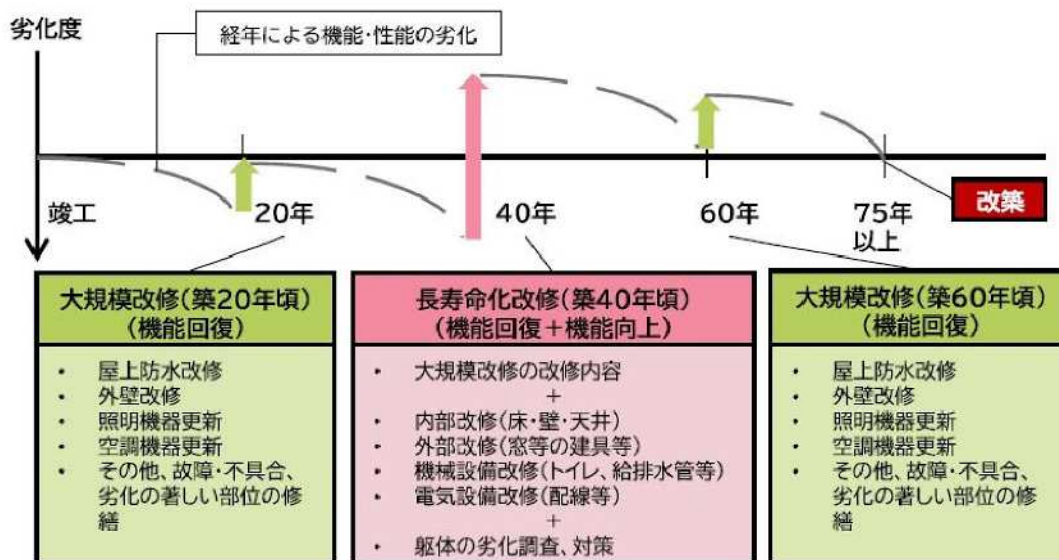 劣化度
経年による機能・性能の劣化
竣工
20年
40年
60年
75年
以上
改築
大規模改修(築20年頃)
(機能回復)
・ 屋上防水改修
・ 外壁改修
・ 照明機器更新
・ 空調機器更新
・ その他、故障・不具合、
劣化の著しい部位の修
繕
長寿命化改修(築40年頃)
(機能回復+機能向上)
・ 大規模改修の改修内容
+
・ 内部改修(床・壁・天井)
・ 外部改修(窓等の建具等)
・ 機械設備改修(トイレ、給排水管等)
・ 電気設備改修(配線等)
+
・ 躯体の劣化調査、対策
大規模改修(築60年頃)
(機能回復)
・ 屋上防水改修
・ 外壁改修
・ 照明機器更新
・ 空調機器更新
・ その他、故障・不具合、
劣化の著しい部位の修
繕